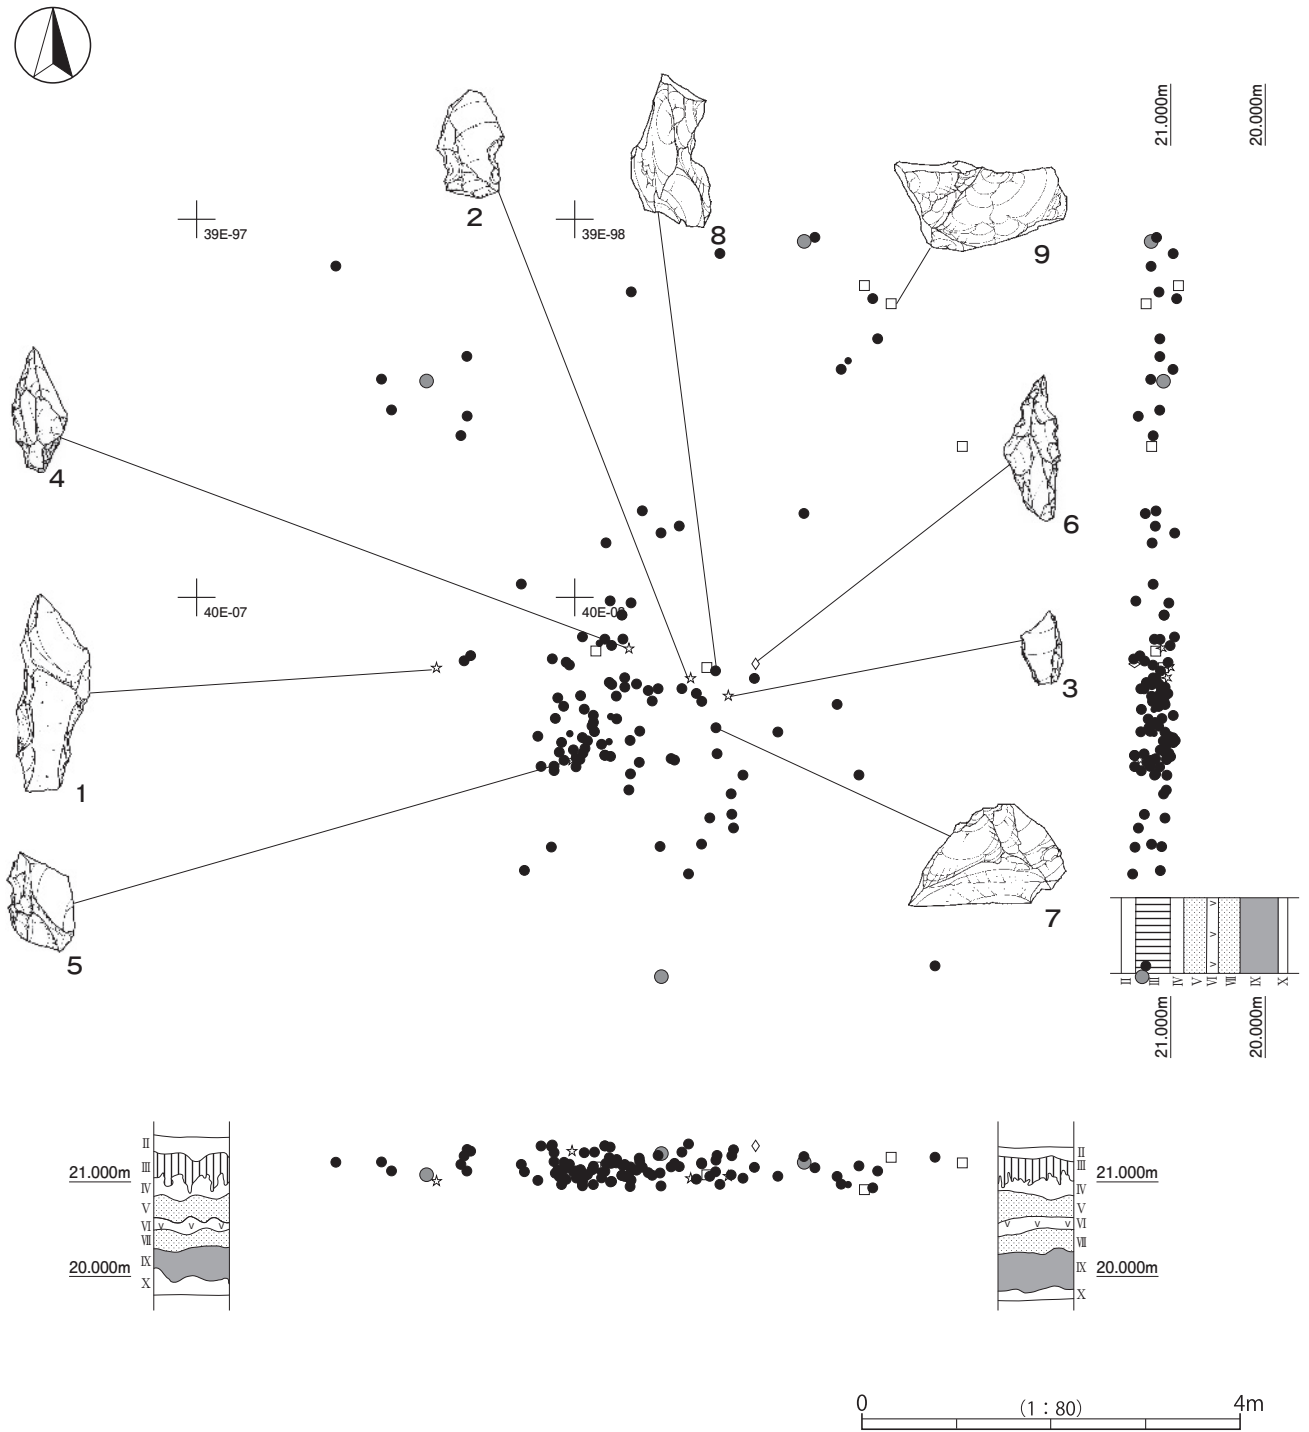 21.000m
20.000m
2
8
9
39E-97
39E-98
4
6
40E-07
3
1
7
5
Ⅱ Ⅲ Ⅳ Ⅴ Ⅵ Ⅶ Ⅸ Ⅹ
21.000m
20.000m
Ⅱ
Ⅲ
21.000m
Ⅳ
Ⅴ
Ⅵ
Ⅶ
Ⅸ
20.000m
Ⅹ
Ⅱ
Ⅲ
21.000m
Ⅳ
Ⅴ
Ⅵ
Ⅶ
Ⅸ
20.000m
Ⅹ
0 (1：80) 4m